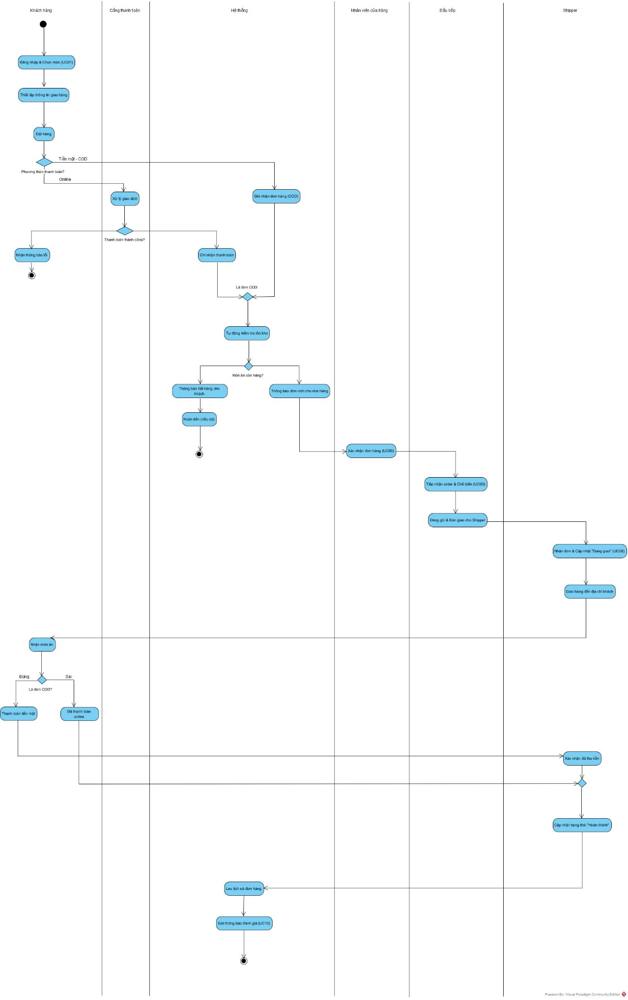 Khách hàng
Cổng thanh toán
Hệ thống
Nhân viên cửa hàng
Đầu bếp
Shipper
Đăng nhập & Chọn món (UC01)
Thiết lập thông tin giao hàng
Đặt hàng
Tiền mặt - COD
Phương thức thanh toán?
Online
Xử lý giao dịch
Ghi nhận đơn hàng (COD)
Thanh toán thành công?
Nhận thông báo lỗi
Ghi nhận thanh toán
Là đơn COD
Tự động kiểm tra tồn kho
Món ăn còn hàng?
Thông báo hết hàng cho
khách
Thông báo đơn mới cho nhà hàng
Hoàn tiền (nếu có)
Xác nhận đơn hàng (UC05)
Tiếp nhận order & Chế biến (UC03)
Đóng gói & Bàn giao cho Shipper
Nhận đơn & Cập nhật "Đang giao" (UC08)
Giao hàng đến địa chỉ khách
Nhận món ăn
Đúng
Sai
Là đơn COD?
Thanh toán tiền mặt
Đã thanh toán
online
Xác nhận đã thu tiền
Cập nhật trạng thái "Hoàn thành"
Lưu lịch sử đơn hàng
Gửi thông báo đánh giá (UC10)
Powered By: Visual Paradigm Community Edition